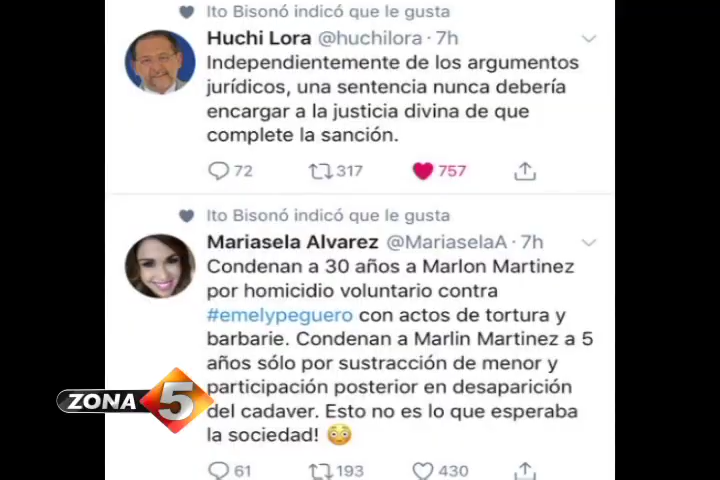 Ito Bisonó indicó que le gusta
Huchi Lora @huchilora · 7h
Independientemente de los argumentos
jurídicos, una sentencia nunca debería
encargar a la justicia divina de que
complete la sanción.
72 317 757
Ito Bisonó indicó que le gusta
Mariasela Alvarez @MariaselaA · 7h
Condenan a 30 años a Marlon Martinez
por homicidio voluntario contra
#emelypeguero con actos de tortura y
barbarie. Condenan a Marlin Martinez a 5
años sólo por sustracción de menor y
participación posterior en desaparición
del cadaver. Esto no es lo que esperaba
la sociedad! 😳
61 193 430
ZONA 5